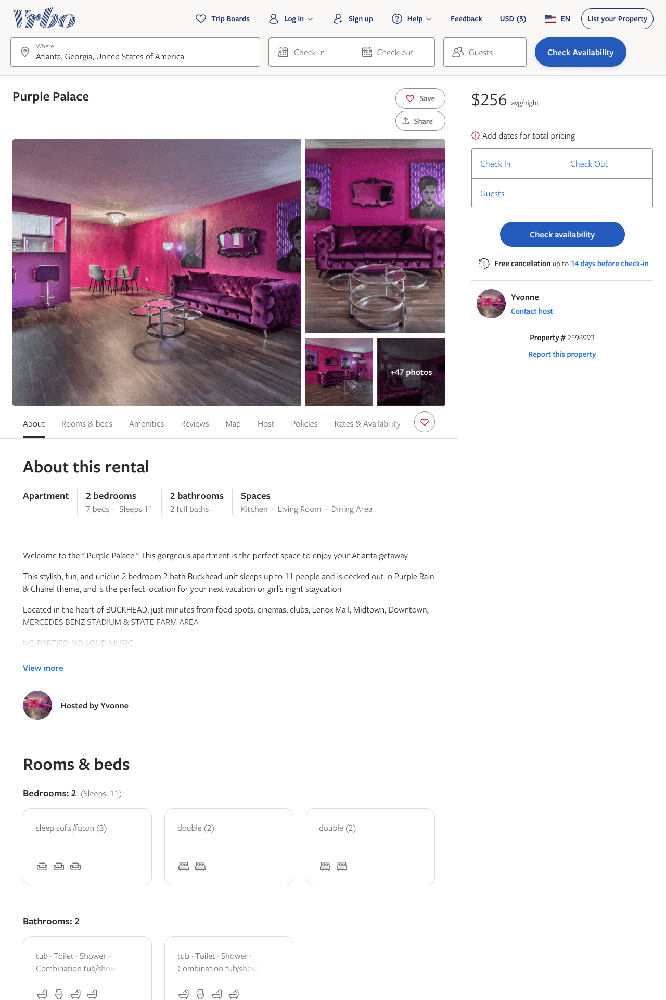 Vrbo
Trip Boards
Log in
Sign up
Help
Feedback
USD ($)
EN
List your Property
Where
Atlanta, Georgia, United States of America
Check-in
Check-out
Guests
Check Availability
Purple Palace
Save
Share
+47 photos
$256 avg/night
Add dates for total pricing
Check In
Check Out
Guests
Check availability
Free cancellation up to 14 days before check-in
Yvonne
Contact host
Property # 2596993
Report this property
About
Rooms & beds
Amenities
Reviews
Map
Host
Policies
Rates & Availability
About this rental
Apartment
2 bedrooms
7 beds · Sleeps 11
2 bathrooms
2 full baths
Spaces
Kitchen · Living Room · Dining Area
Welcome to the " Purple Palace." This gorgeous apartment is the perfect space to enjoy your Atlanta getaway
This stylish, fun, and unique 2 bedroom 2 bath Buckhead unit sleeps up to 11 people and is decked out in Purple Rain
& Chanel theme, and is the perfect location for your next vacation or girl's night staycation
Located in the heart of BUCKHEAD, just minutes from food spots, cinemas, clubs, Lenox Mall, Midtown, Downtown,
MERCEDES BENZ STADIUM & STATE FARM AREA
NO PARTIES/ NO LOUD MUSIC.
View more
Hosted by Yvonne
Rooms & beds
Bedrooms: 2 (Sleeps: 11)
sleep sofa /futon (3)
double (2)
double (2)
Bathrooms: 2
tub · Toilet · Shower ·
Combination tub/show
tub · Toilet · Shower ·
Combination tub/show